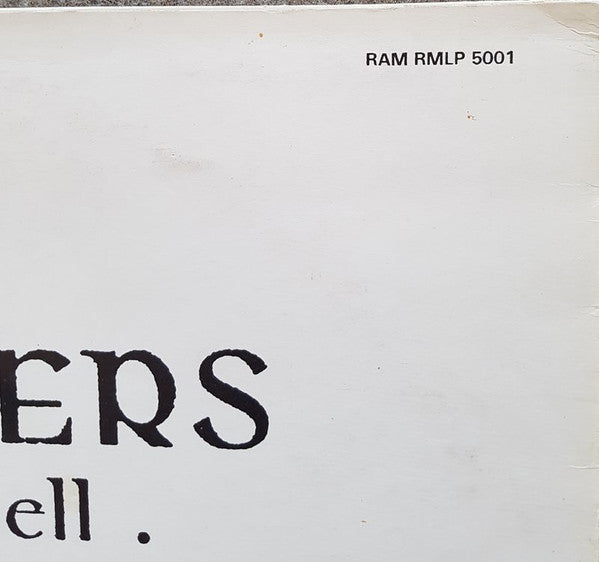 RAM RMLP 5001
ERS
ell .